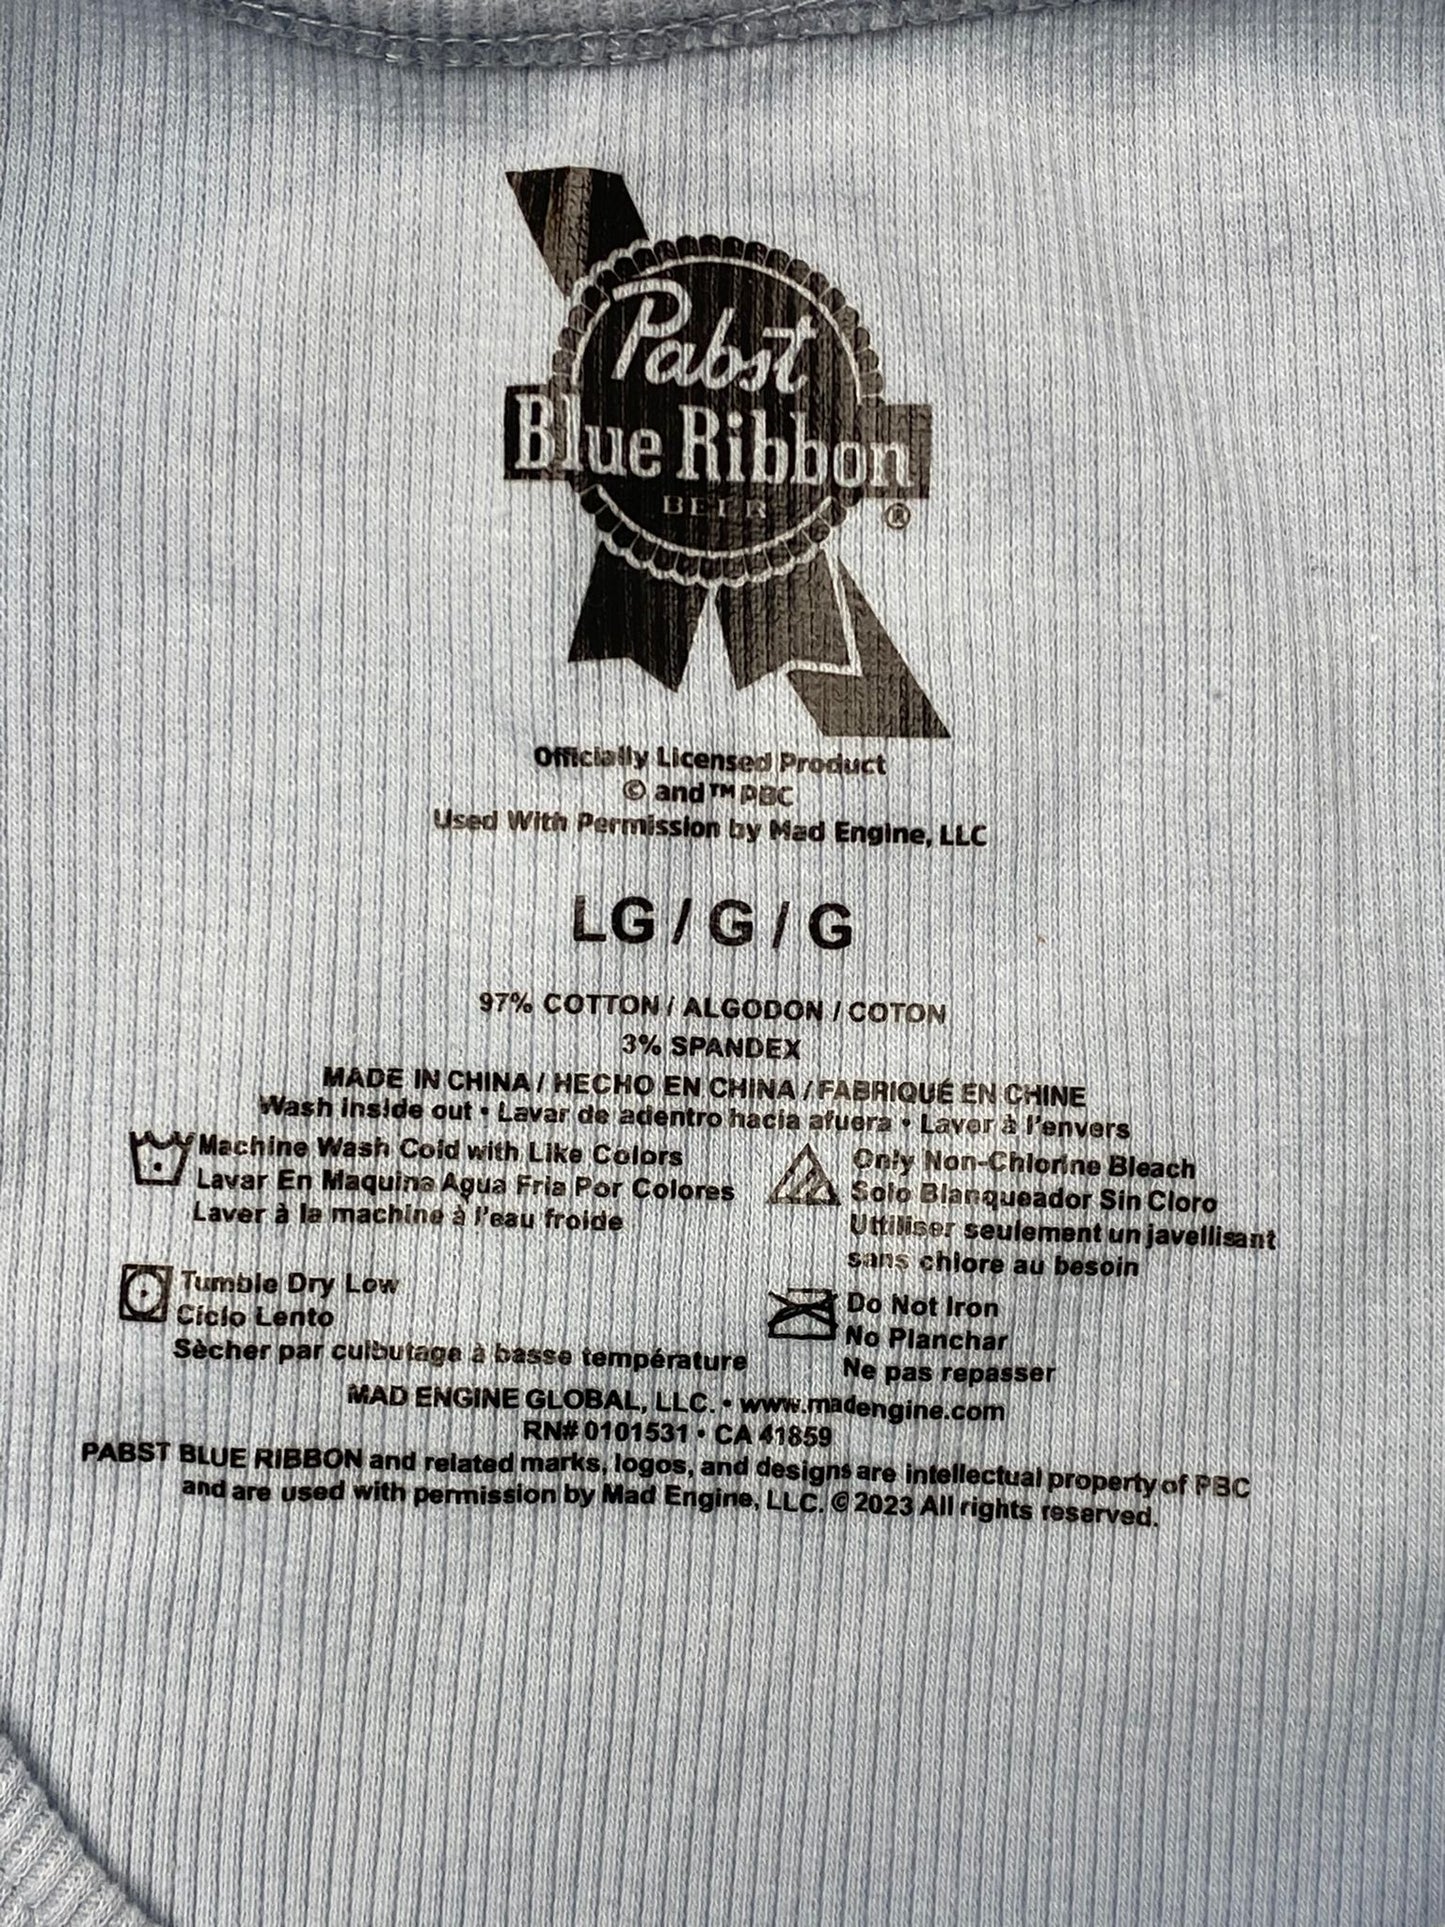 Pabst
Blue Ribbon
BEER
®
Officially Licensed Product
© and ™ PBC
Used With Permission by Mad Engine, LLC
LG / G / G
97% COTTON / ALGODON / COTON
3% SPANDEX
MADE IN CHINA / HECHO EN CHINA / FABRIQUÉ EN CHINE
Wash inside out • Lavar de adentro hacia afuera • Laver à l'envers
Machine Wash Cold with Like Colors
Lavar En Maquina Agua Fria Por Colores
Laver à la machine à l'eau froide
Only Non-Chlorine Bleach
Solo Blanqueador Sin Cloro
Uttiliser seulement un javellisant
sans chlore au besoin
Tumble Dry Low
Ciclo Lento
Sècher par culbutage à basse température
Do Not Iron
No Planchar
Ne pas repasser
MAD ENGINE GLOBAL, LLC. • www.madengine.com
RN# 0101531 • CA 41859
PABST BLUE RIBBON and related marks, logos, and designs are intellectual property of PBC
and are used with permission by Mad Engine, LLC. © 2023 All rights reserved.